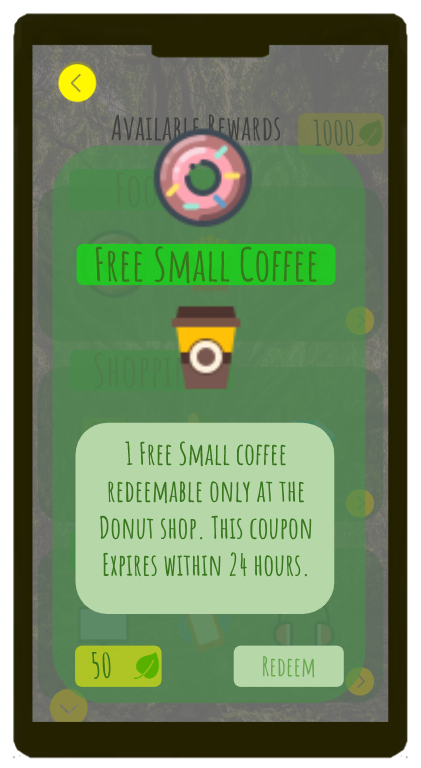 Available Rewards
1000
Foo
Free Small Coffee
Shoppi
1 Free Small coffee
redeemable only at the
Donut shop. This coupon
Expires within 24 hours.
50
Redeem